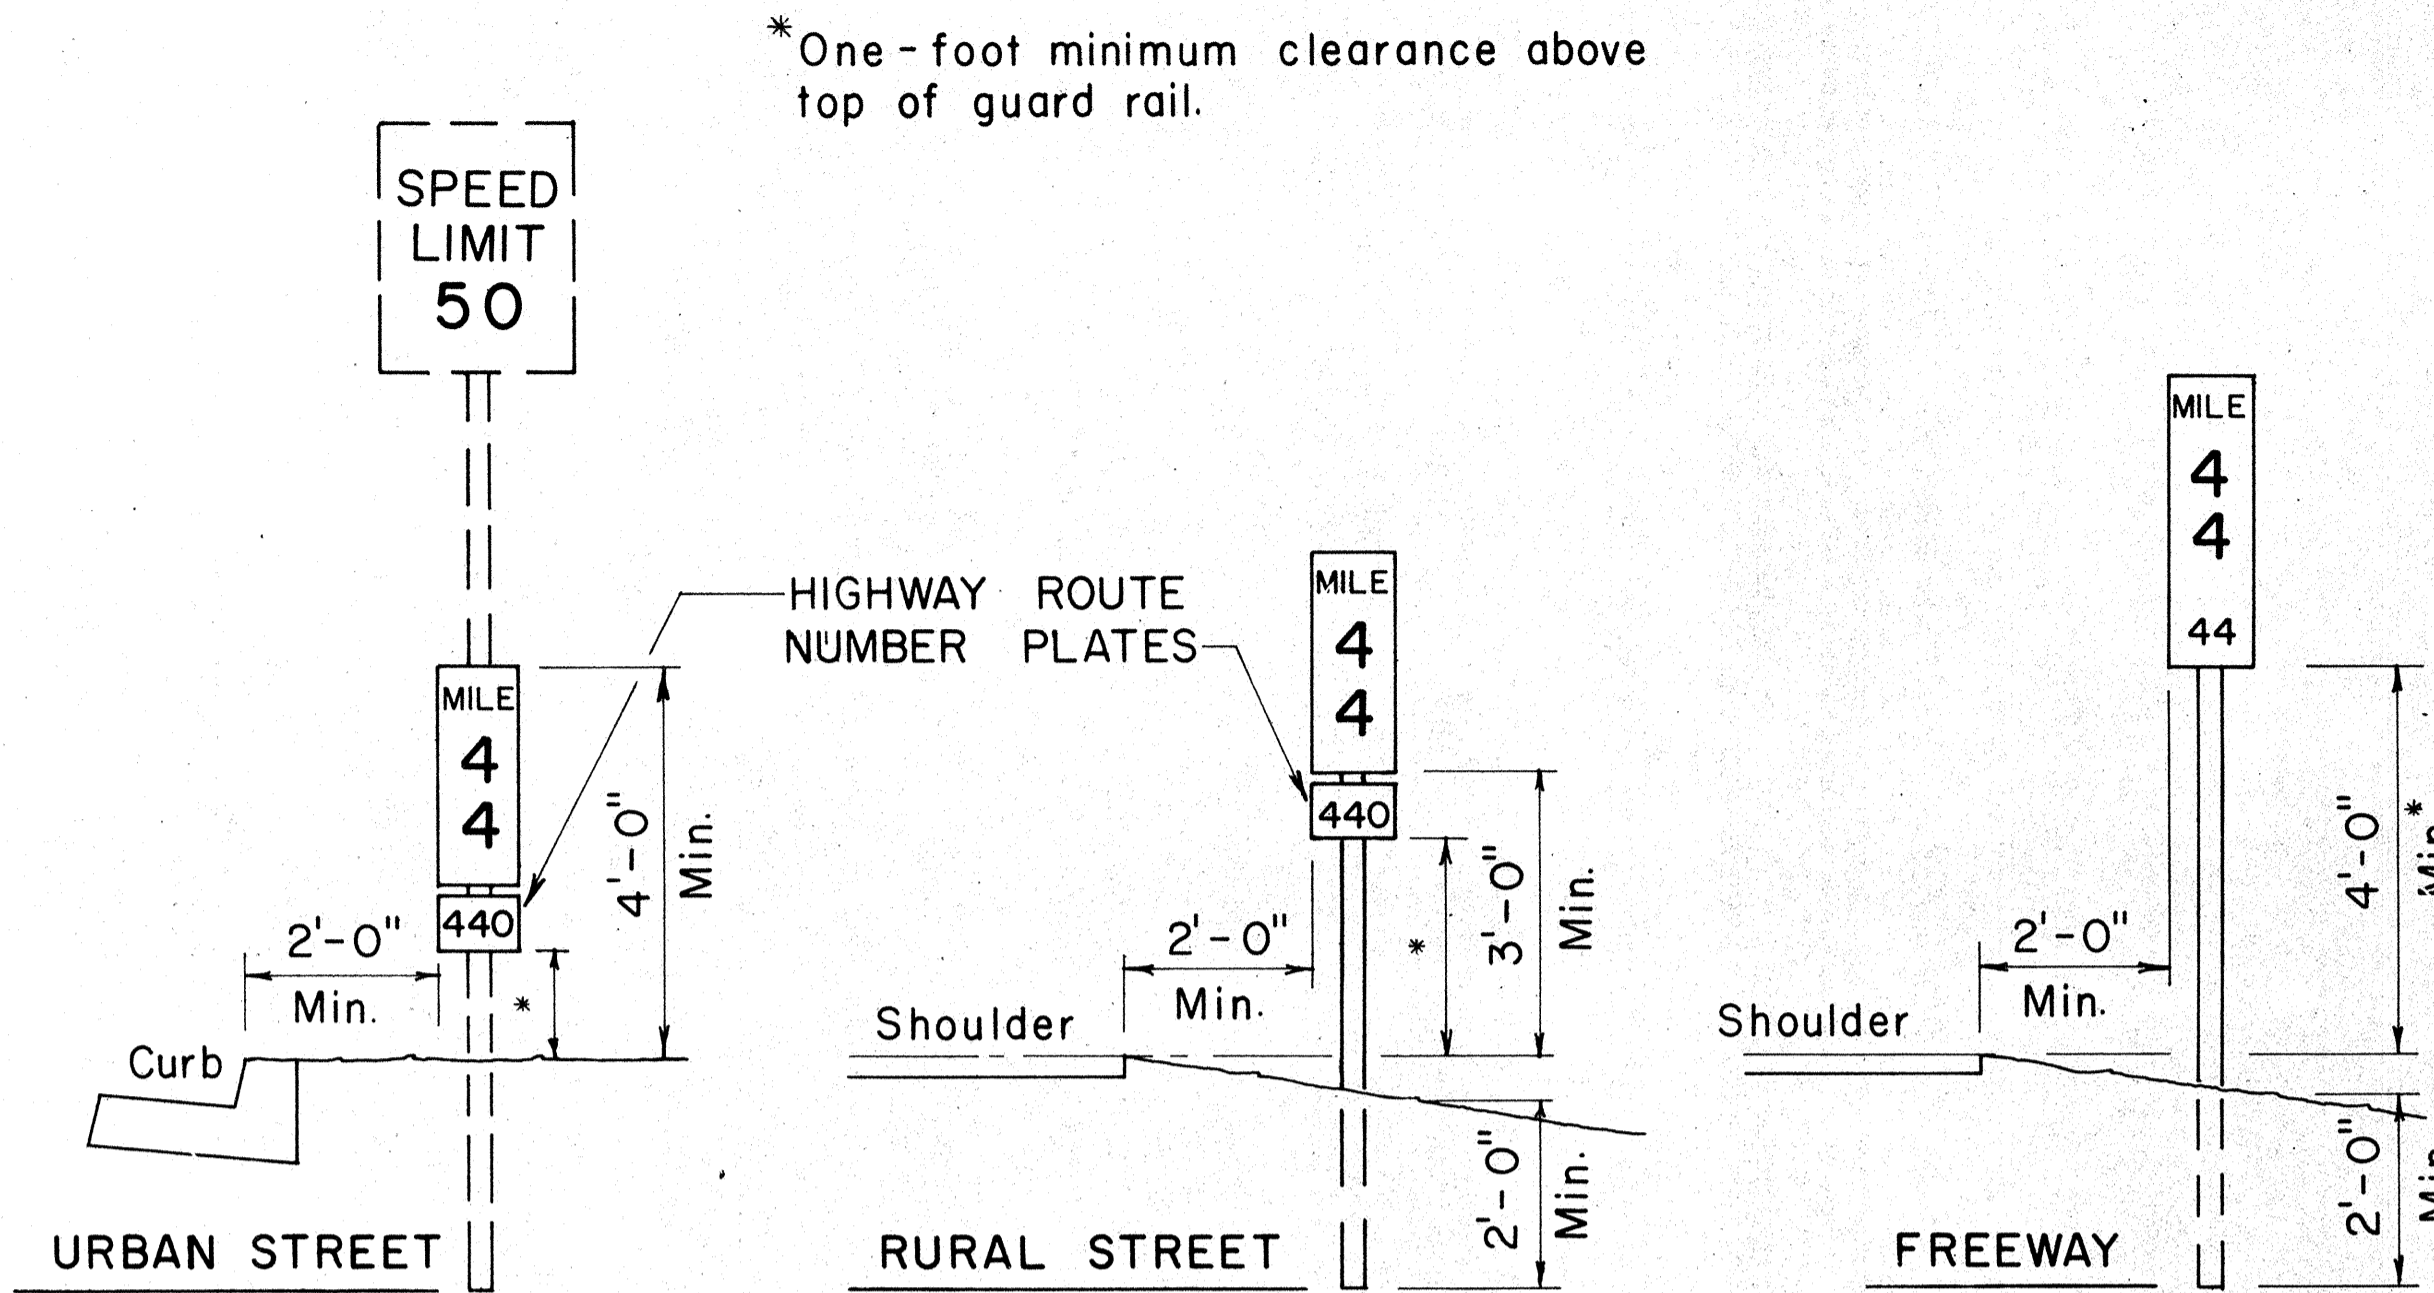 *One-foot minimum clearance above
top of guard rail.
SPEED
LIMIT
50
HIGHWAY ROUTE
NUMBER PLATES
MILE
4
4
440
2'-0"
Min.
*
4'-0"
Min.
Curb
URBAN STREET
MILE
4
4
440
2'-0"
Min.
*
3'-0"
Min.
Shoulder
2'-0"
Min.
RURAL STREET
MILE
4
4
44
2'-0"
Min.
4'-0"
Min*
Shoulder
2'-0"
Min
FREEWAY